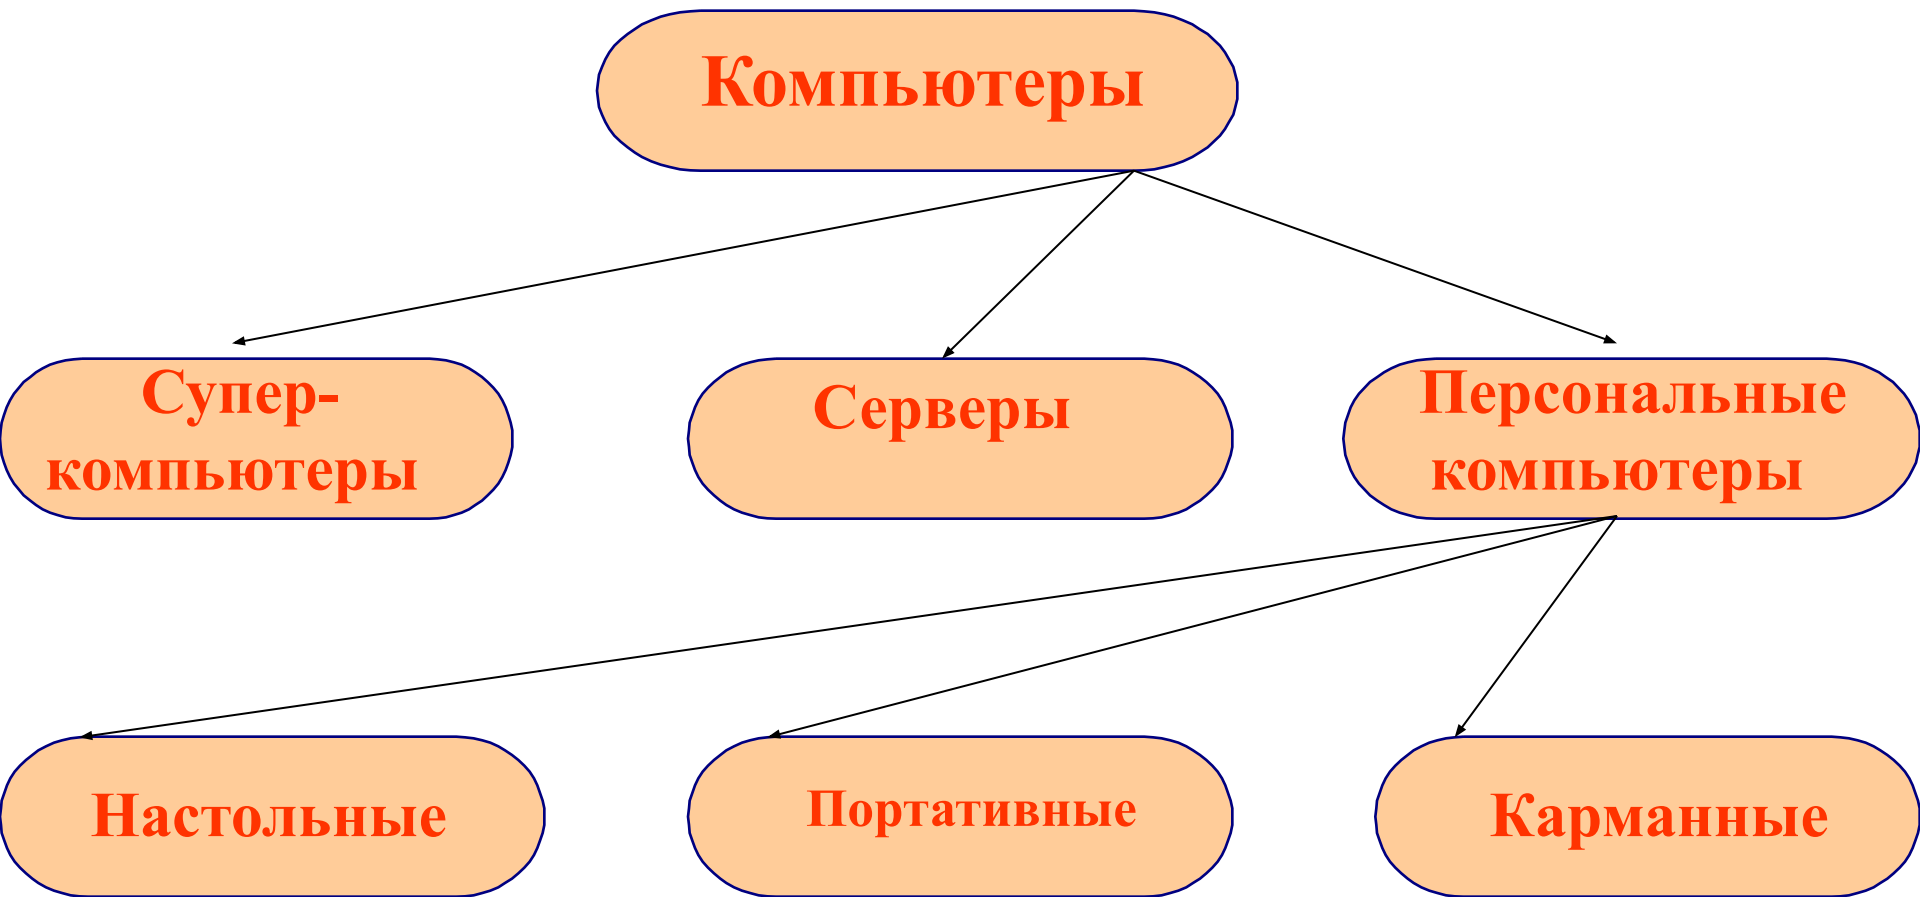 Компьютеры
Супер-
компьютеры
Серверы
Персональные
компьютеры
Настольные
Портативные
Карманные